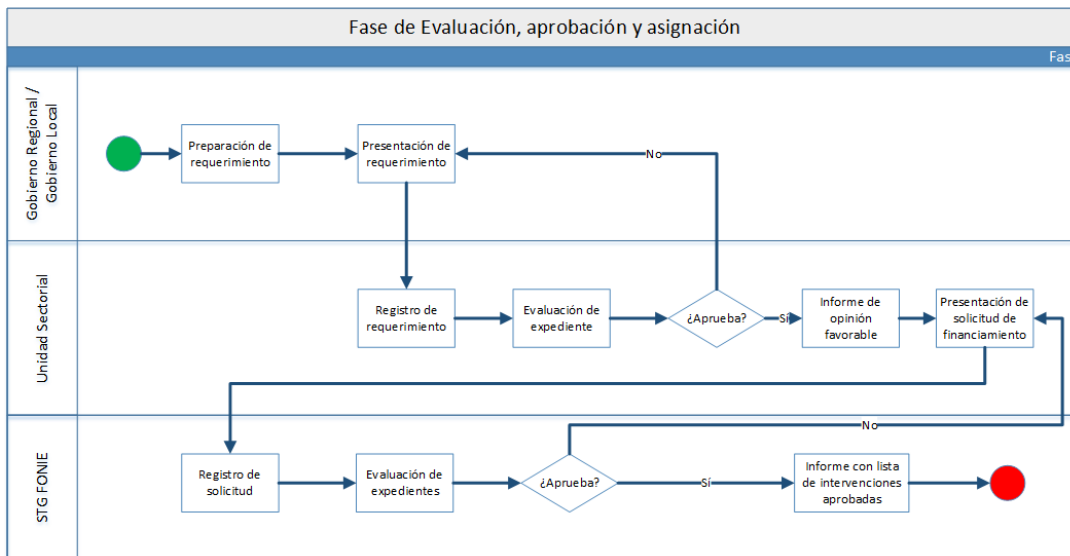 Fase de Evaluación, aprobación y asignación
Fas
Gobierno Regional /
Gobierno Local
Preparación de
requerimiento
Presentación de
requerimiento
No
Unidad Sectorial
Registro de
requerimiento
Evaluación de
expediente
¿Aprueba?
Sí
Informe de
opinión
favorable
Presentación de
solicitud de
financiamiento
STG FONIE
Registro de
solicitud
Evaluación de
expedientes
¿Aprueba?
No
Sí
Informe con lista
de intervenciones
aprobadas